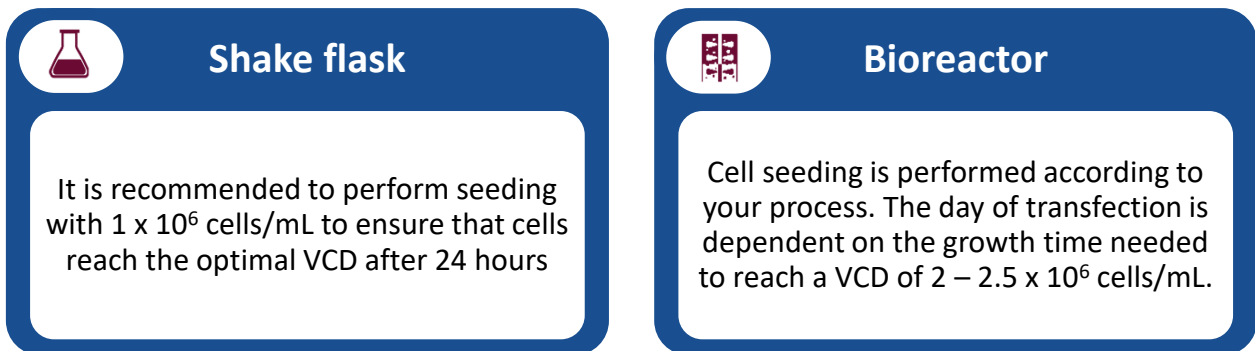 Shake flask
It is recommended to perform seeding
with 1 x 10⁶ cells/mL to ensure that cells
reach the optimal VCD after 24 hours
Bioreactor
Cell seeding is performed according to
your process. The day of transfection is
dependent on the growth time needed
to reach a VCD of 2 – 2.5 x 10⁶ cells/mL.